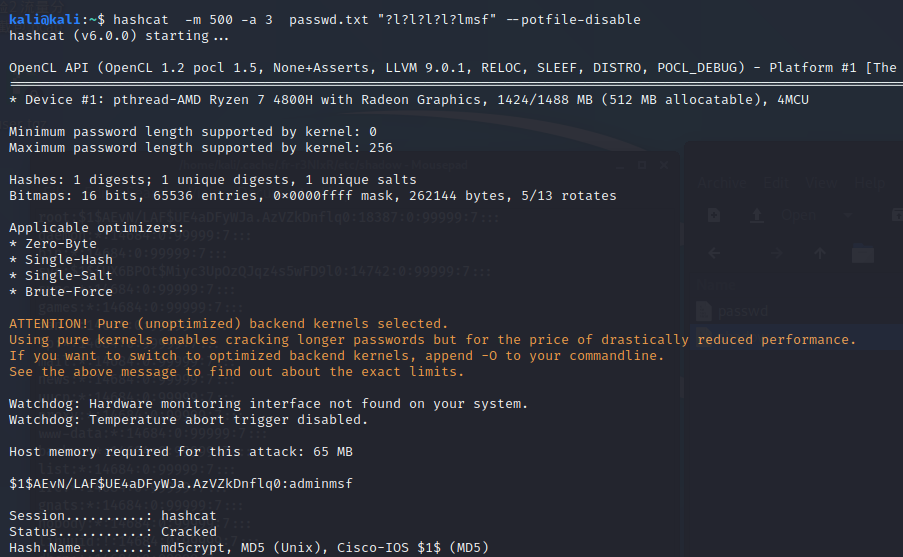 kali@kali:~$ hashcat  -m 500 -a 3  passwd.txt "?l?l?l?l?lmsf" --potfile-disable
hashcat (v6.0.0) starting...
OpenCL API (OpenCL 1.2 pocl 1.5, None+Asserts, LLVM 9.0.1, RELOC, SLEEF, DISTRO, POCL_DEBUG) - Platform #1 [The
* Device #1: pthread-AMD Ryzen 7 4800H with Radeon Graphics, 1424/1488 MB (512 MB allocatable), 4MCU
Minimum password length supported by kernel: 0
Maximum password length supported by kernel: 256
Hashes: 1 digests; 1 unique digests, 1 unique salts
Bitmaps: 16 bits, 65536 entries, 0x0000ffff mask, 262144 bytes, 5/13 rotates
Applicable optimizers:
* Zero-Byte
* Single-Hash
* Single-Salt
* Brute-Force
ATTENTION! Pure (unoptimized) backend kernels selected.
Using pure kernels enables cracking longer passwords but for the price of drastically reduced performance.
If you want to switch to optimized backend kernels, append -O to your commandline.
See the above message to find out about the exact limits.
Watchdog: Hardware monitoring interface not found on your system.
Watchdog: Temperature abort trigger disabled.
Host memory required for this attack: 65 MB
$1$AEvN/LAF$UE4aDFyWJa.AzVZkDnflq0:adminmsf
Session..........: hashcat
Status...........: Cracked
Hash.Name........: md5crypt, MD5 (Unix), Cisco-IOS $1$ (MD5)